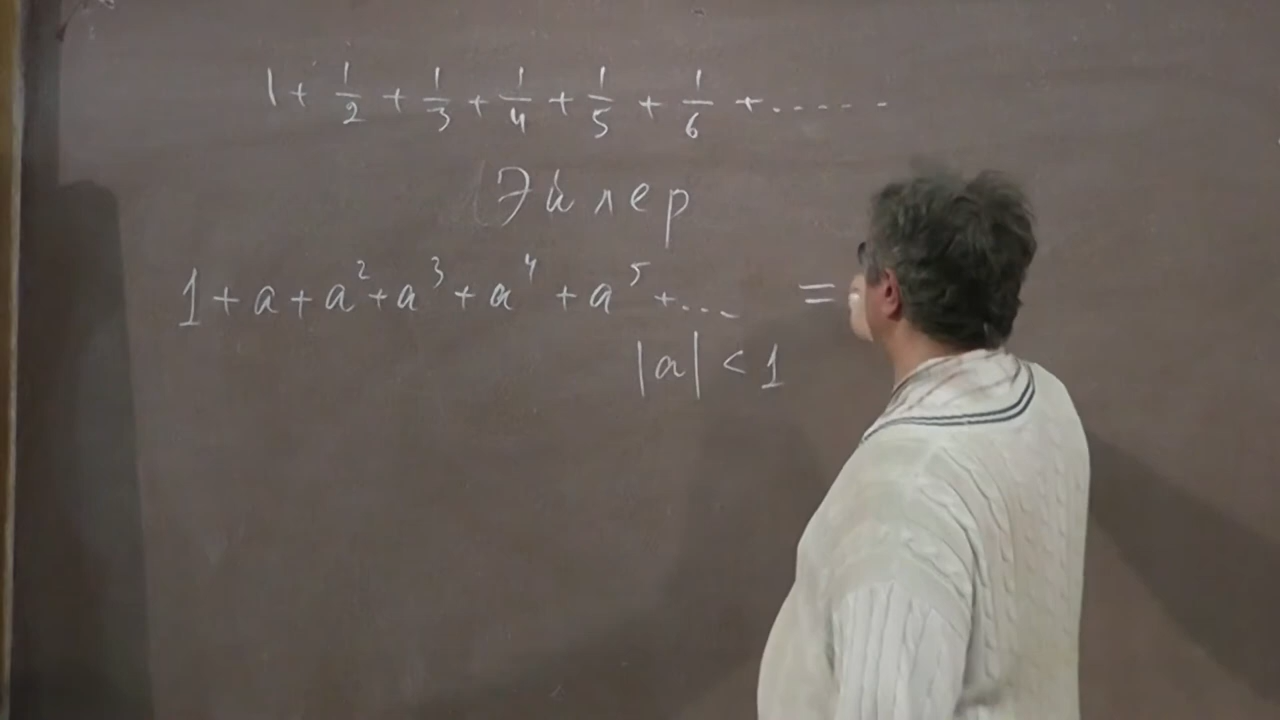 1 + 1/2 + 1/3 + 1/4 + 1/5 + 1/6 + ......
Эйлер
1 + a + a² + a³ + a⁴ + a⁵ + ... =
|a| < 1